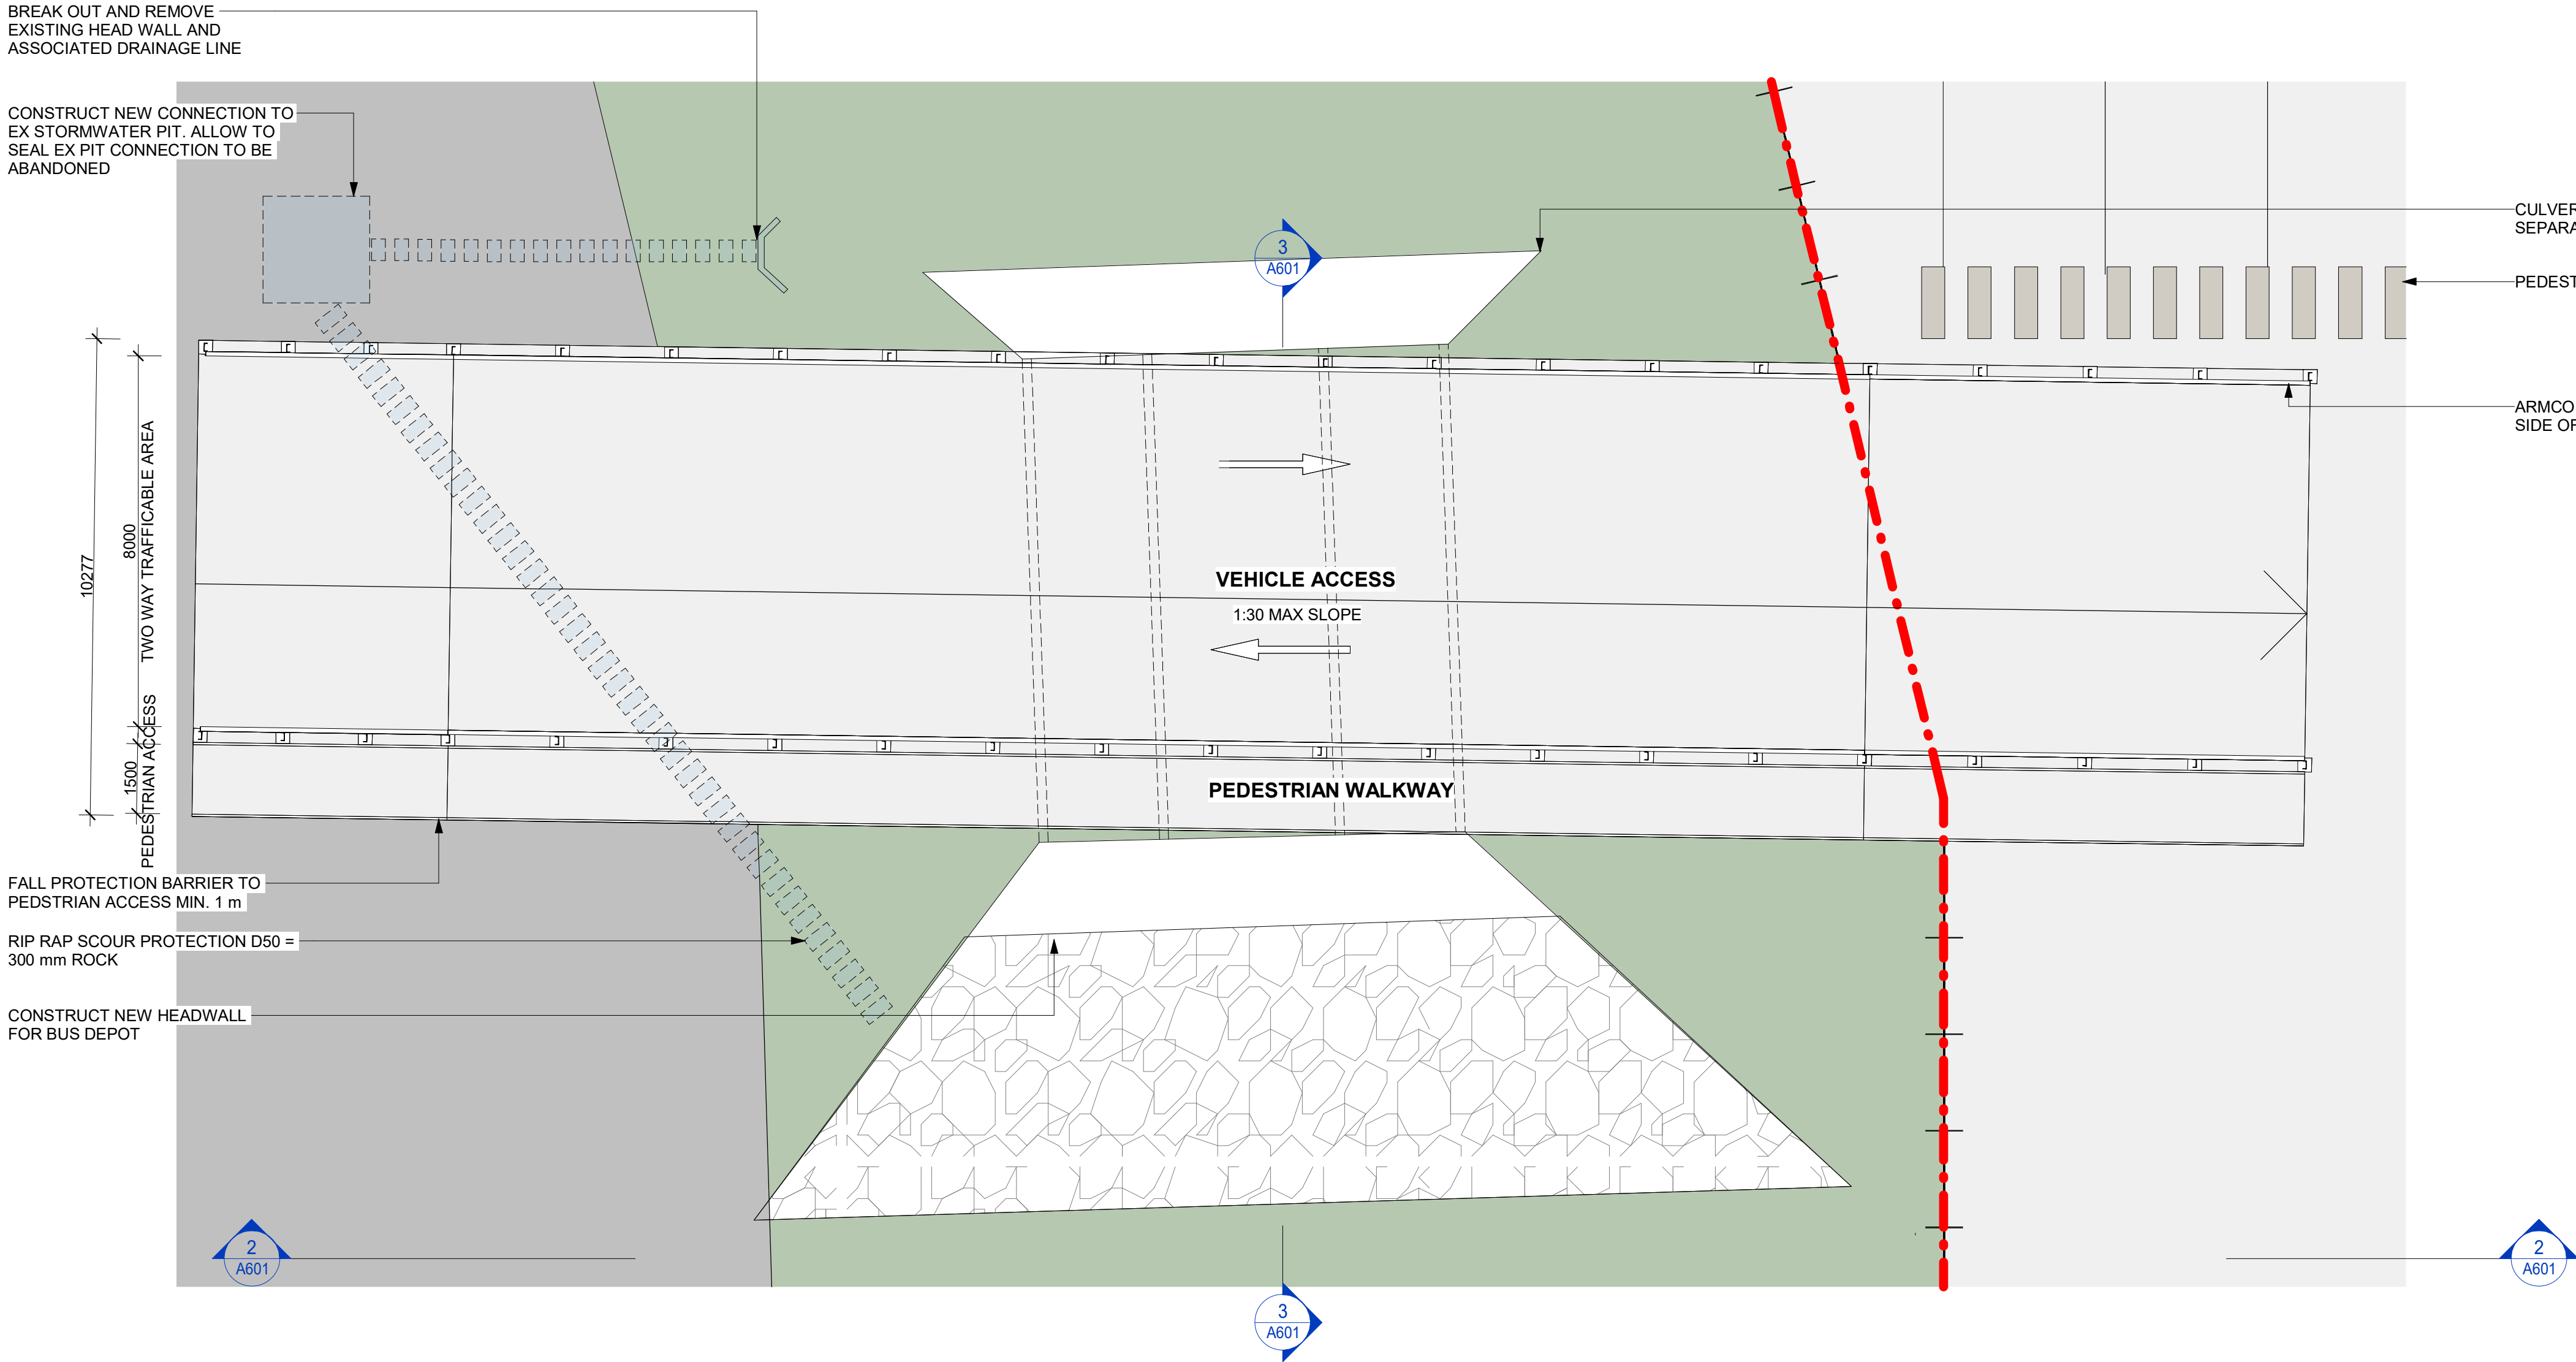 BREAK OUT AND REMOVE
EXISTING HEAD WALL AND
ASSOCIATED DRAINAGE LINE
CONSTRUCT NEW CONNECTION TO
EX STORMWATER PIT. ALLOW TO
SEAL EX PIT CONNECTION TO BE
ABANDONED
3
A601
CULVER
SEPARA
PEDEST
ARMCO
SIDE OF
10277
8000
TWO WAY TRAFFICABLE AREA
1500
PEDESTRIAN ACCESS
VEHICLE ACCESS
1:30 MAX SLOPE
PEDESTRIAN WALKWAY
FALL PROTECTION BARRIER TO
PEDSTRIAN ACCESS MIN. 1 m
RIP RAP SCOUR PROTECTION D50 =
300 mm ROCK
CONSTRUCT NEW HEADWALL
FOR BUS DEPOT
2
A601
2
A601
3
A601